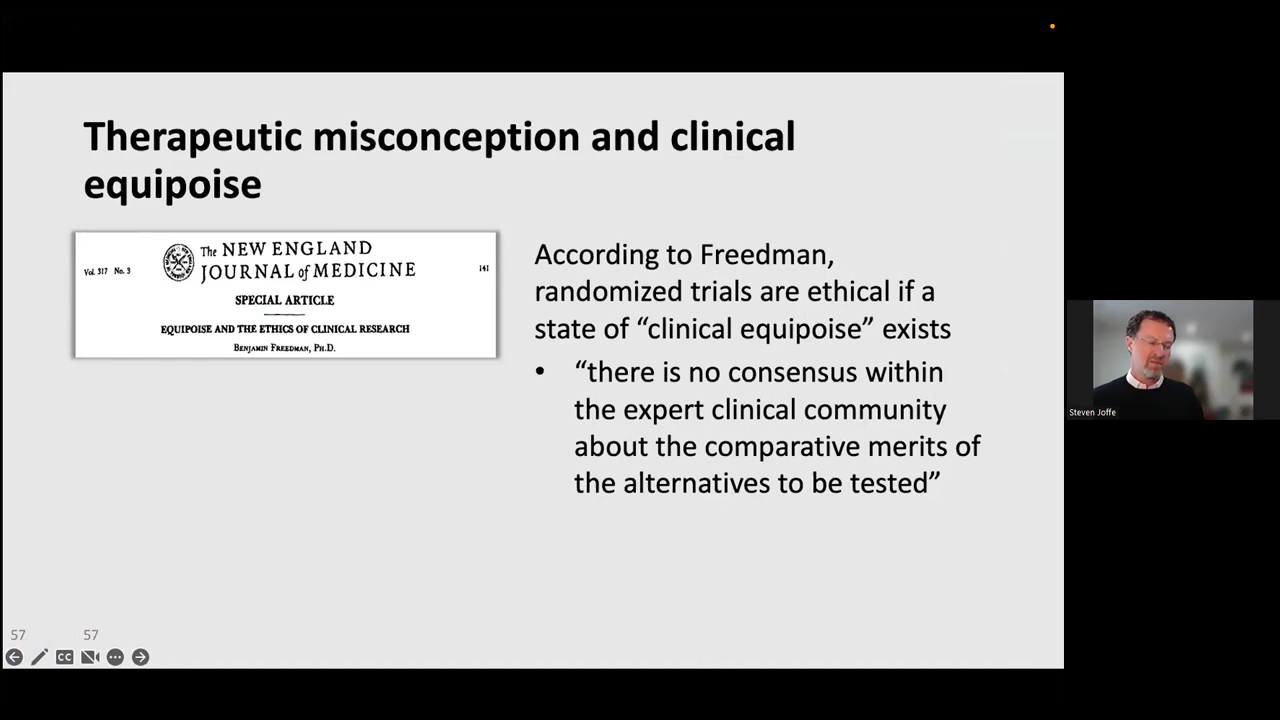 Therapeutic misconception and clinical
equipoise
Vol. 317 No. 3
The NEW ENGLAND
JOURNAL of MEDICINE
141
SPECIAL ARTICLE
EQUIPOISE AND THE ETHICS OF CLINICAL RESEARCH
BENJAMIN FREEDMAN, PH.D.
According to Freedman,
randomized trials are ethical if a
state of “clinical equipoise” exists
• “there is no consensus within
the expert clinical community
about the comparative merits of
the alternatives to be tested”
Steven Joffe
57 57
CC